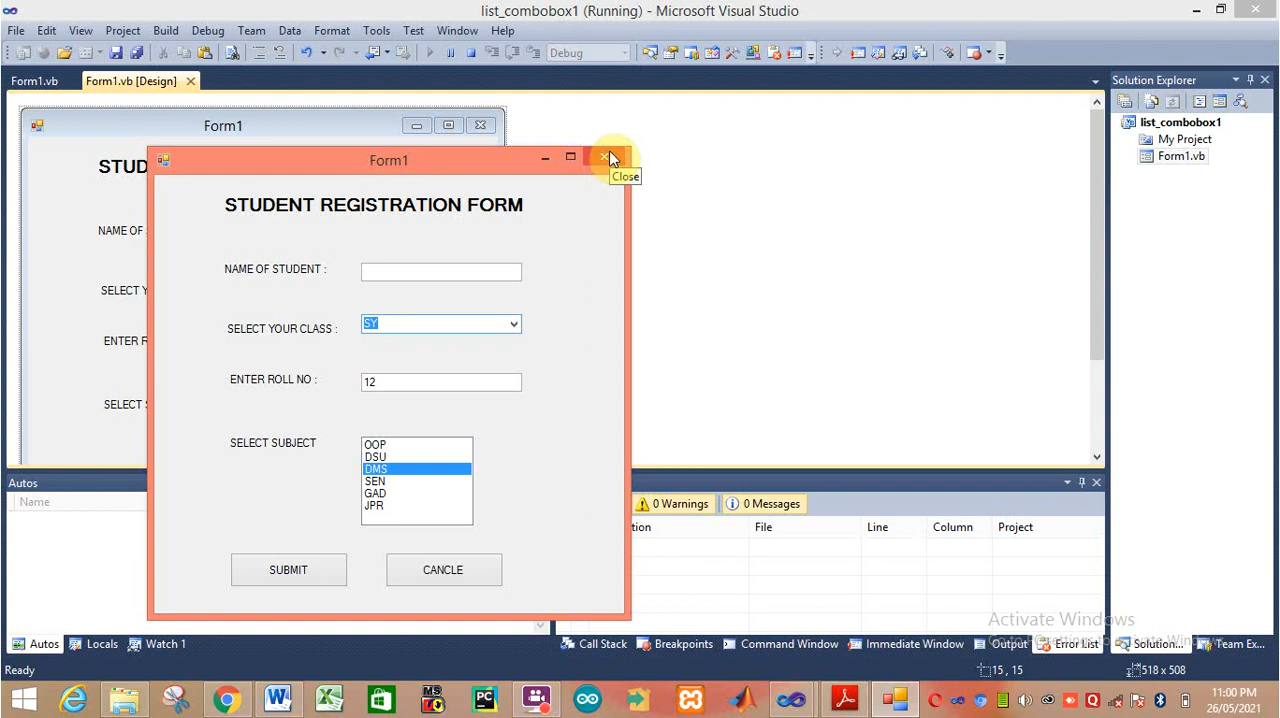 list_combobox1 (Running) - Microsoft Visual Studio
File Edit View Project Build Debug Team Data Format Tools Test Window Help
Debug
Form1.vb Form1.vb [Design]
Solution Explorer
list_combobox1
My Project
Form1.vb
Form1
STUD
NAME OF S
SELECT Y
ENTER R
SELECT S
Form1
Close
STUDENT REGISTRATION FORM
NAME OF STUDENT :
SELECT YOUR CLASS : SY
ENTER ROLL NO : 12
SELECT SUBJECT
OOP
DSU
DMS
SEN
GAD
JPR
SUBMIT CANCLE
Autos
Name
0 Warnings 0 Messages
tion File Line Column Project
Activate Windows
Autos Locals Watch 1
Call Stack Breakpoints Command Window Immediate Window Output Error List Solution... Team Ex...
Ready 15 , 15 518 x 508
11:00 PM
26/05/2021